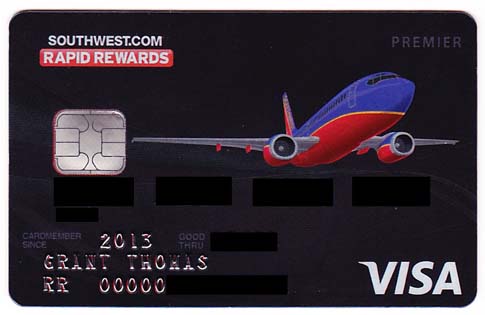 SOUTHWEST.COM
RAPID REWARDS
PREMIER
CARDMEMBER SINCE 2013 GOOD THRU
GRANT THOMAS
RR 00000
VISA